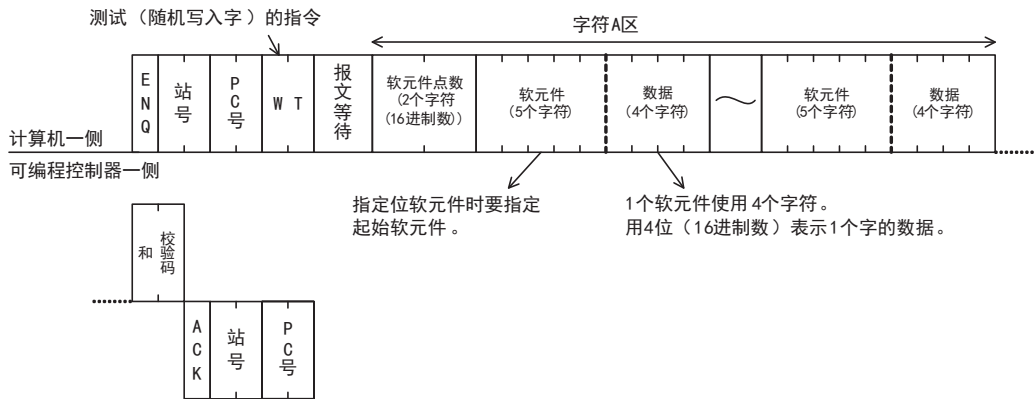 测试（随机写入字）的指令
字符A区
ENQ
站号
PC号
W T
报文等待
软元件点数
(2个字符
(16进制数))
软元件
(5个字符)
数据
(4个字符)
软元件
(5个字符)
数据
(4个字符)
计算机一侧
可编程控制器一侧
指定位软元件时要指定
起始软元件。
1个软元件使用4个字符。
用4位（16进制数）表示1个字的数据。
和校验码
ACK
站号
PC号